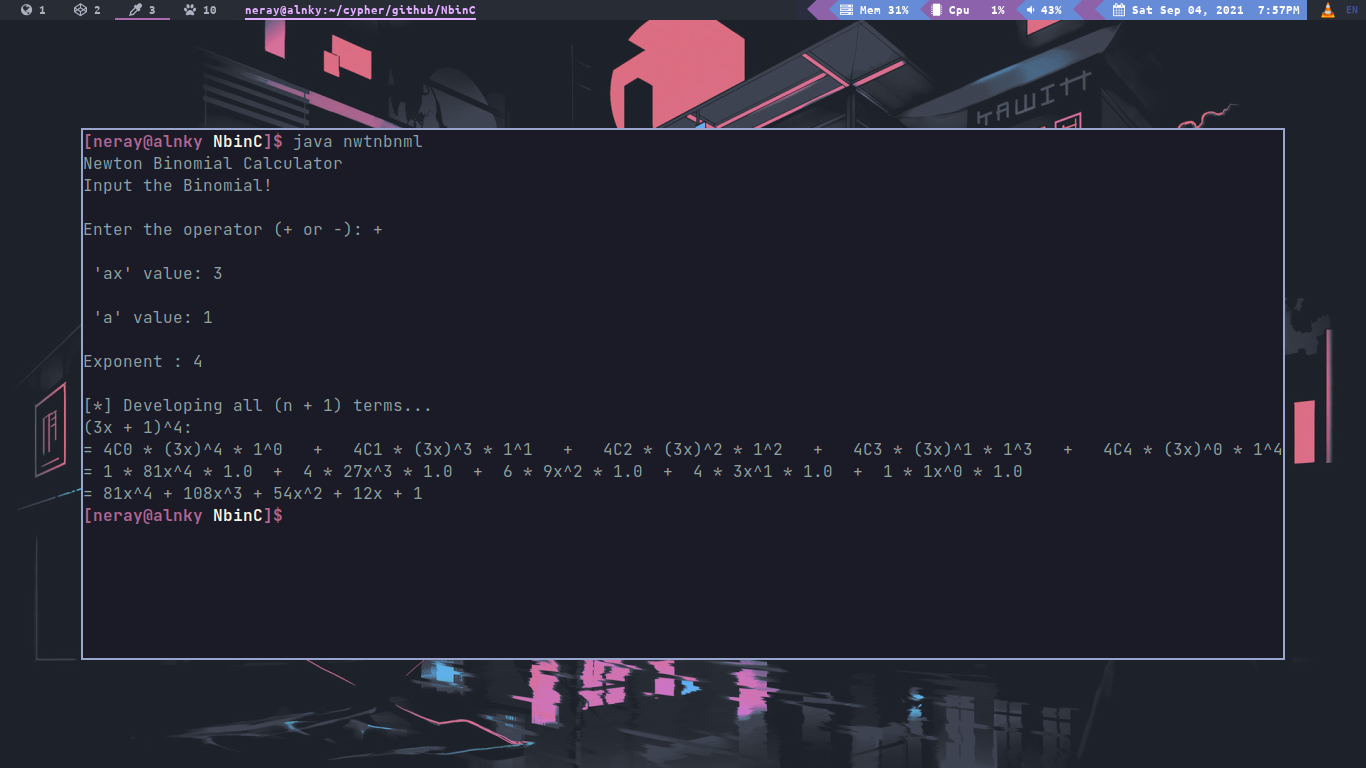 1 2 3 10 neray@alnky:~/cypher/github/NbinC Mem 31% Cpu 1% 43% Sat Sep 04, 2021 7:57PM EN
KAWITT
[neray@alnky NbinC]$ java nwtnbnml
Newton Binomial Calculator
Input the Binomial!
Enter the operator (+ or -): +
'ax' value: 3
'a' value: 1
Exponent : 4
[*] Developing all (n + 1) terms...
(3x + 1)^4:
= 4C0 * (3x)^4 * 1^0   +   4C1 * (3x)^3 * 1^1   +   4C2 * (3x)^2 * 1^2   +   4C3 * (3x)^1 * 1^3   +   4C4 * (3x)^0 * 1^4
= 1 * 81x^4 * 1.0  +  4 * 27x^3 * 1.0  +  6 * 9x^2 * 1.0  +  4 * 3x^1 * 1.0  +  1 * 1x^0 * 1.0
= 81x^4 + 108x^3 + 54x^2 + 12x + 1
[neray@alnky NbinC]$